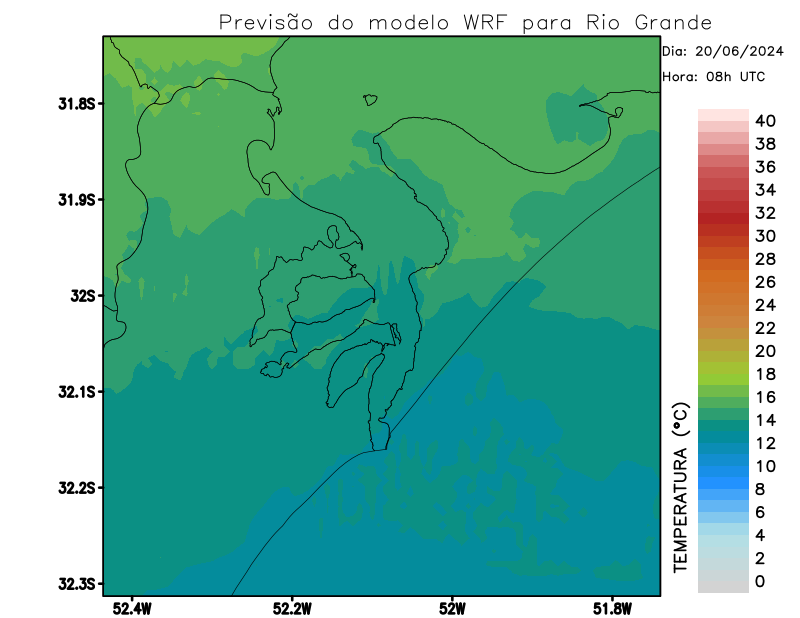 Previsão do modelo WRF para Rio Grande
Dia: 20/06/2024
Hora: 08h UTC
31.8S
31.9S
32S
32.1S
32.2S
32.3S
52.4W
52.2W
52W
51.8W
TEMPERATURA (°C)
40
38
36
34
32
30
28
26
24
22
20
18
16
14
12
10
8
6
4
2
0